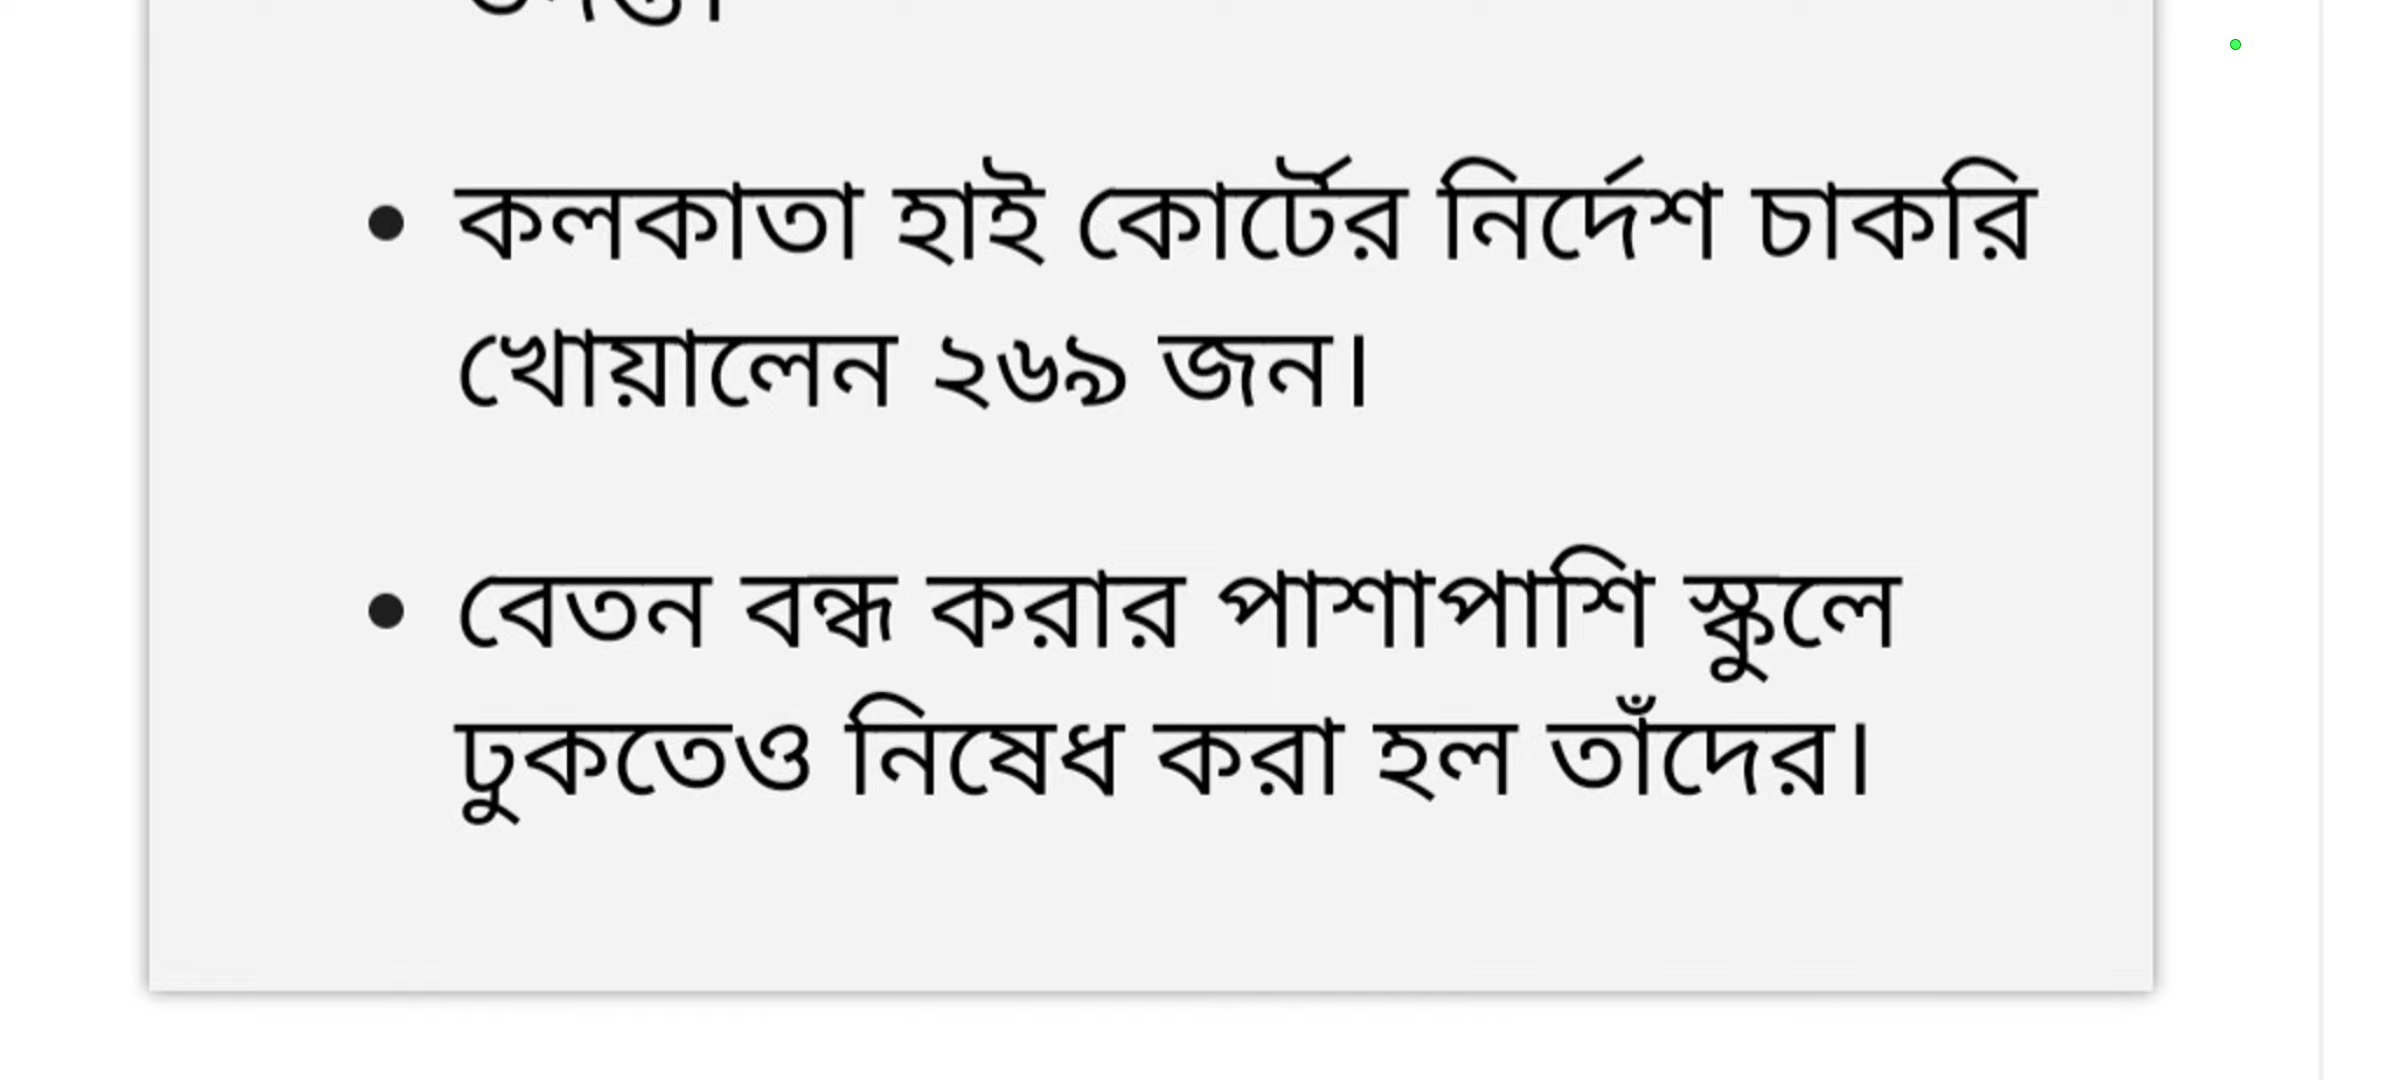 • কলকাতা হাই কোর্টের নির্দেশ চাকরি
খোয়ালেন ২৬৯ জন।
• বেতন বন্ধ করার পাশাপাশি স্কুলে
ঢুকতেও নিষেধ করা হল তাঁদের।